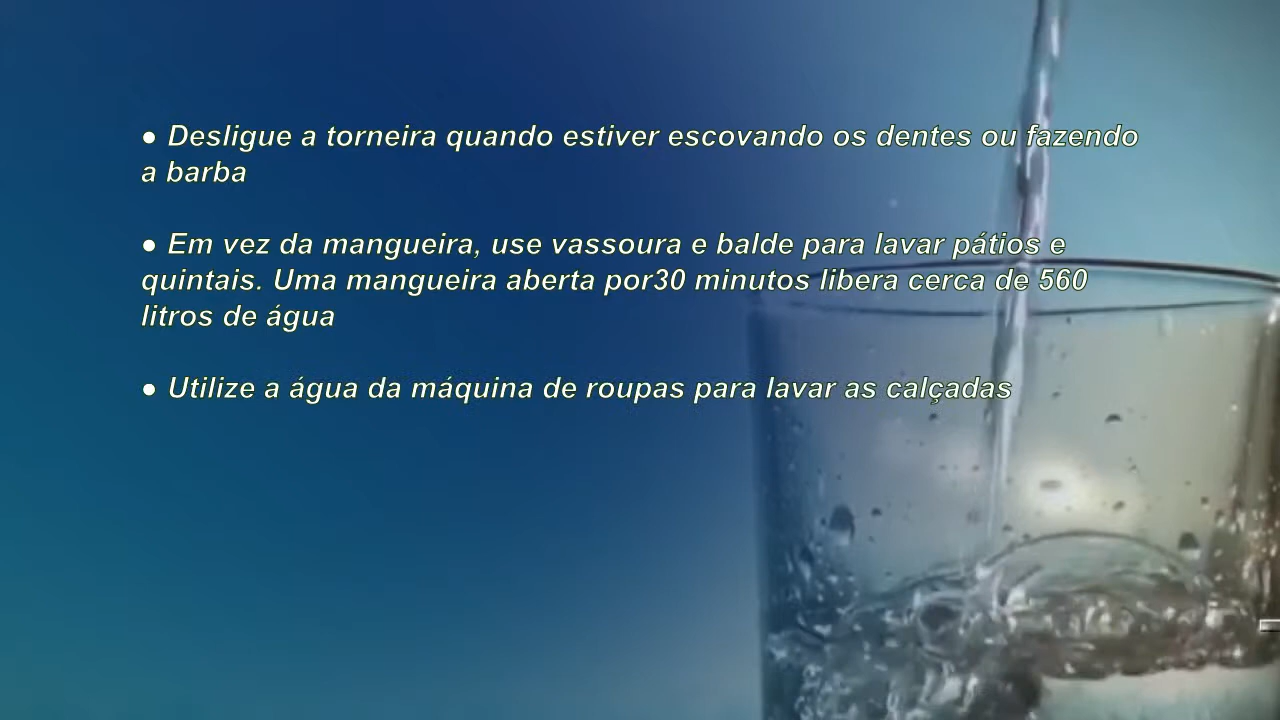 ● Desligue a torneira quando estiver escovando os dentes ou fazendo
a barba
● Em vez da mangueira, use vassoura e balde para lavar pátios e
quintais. Uma mangueira aberta por30 minutos libera cerca de 560
litros de água
● Utilize a água da máquina de roupas para lavar as calçadas